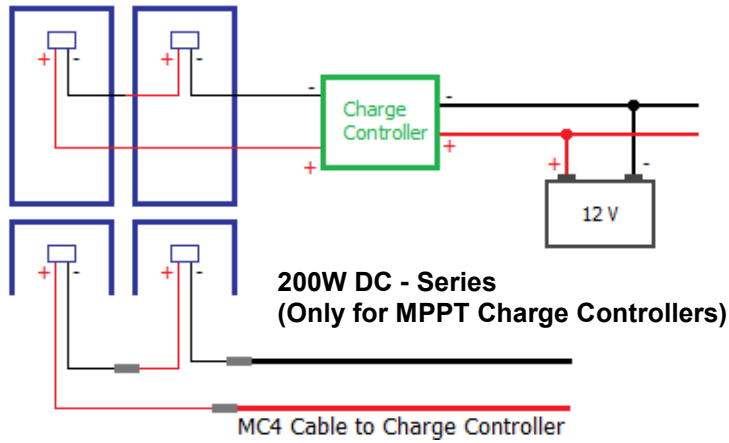 + - + -
-
Charge
Controller
-
+
+
+ -
12 V
+ - + -
200W DC - Series
(Only for MPPT Charge Controllers)
MC4 Cable to Charge Controller